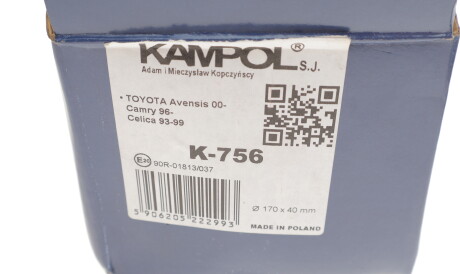 KAMPOL® S.J.
Adam i Mieczysław Kopczyńscy
• TOYOTA Avensis 00-
Camry 96-
Celica 93-99
K-756
E20 90R-01813/037
5 906205 222993
Ø 170 x 40 mm
MADE IN POLAND